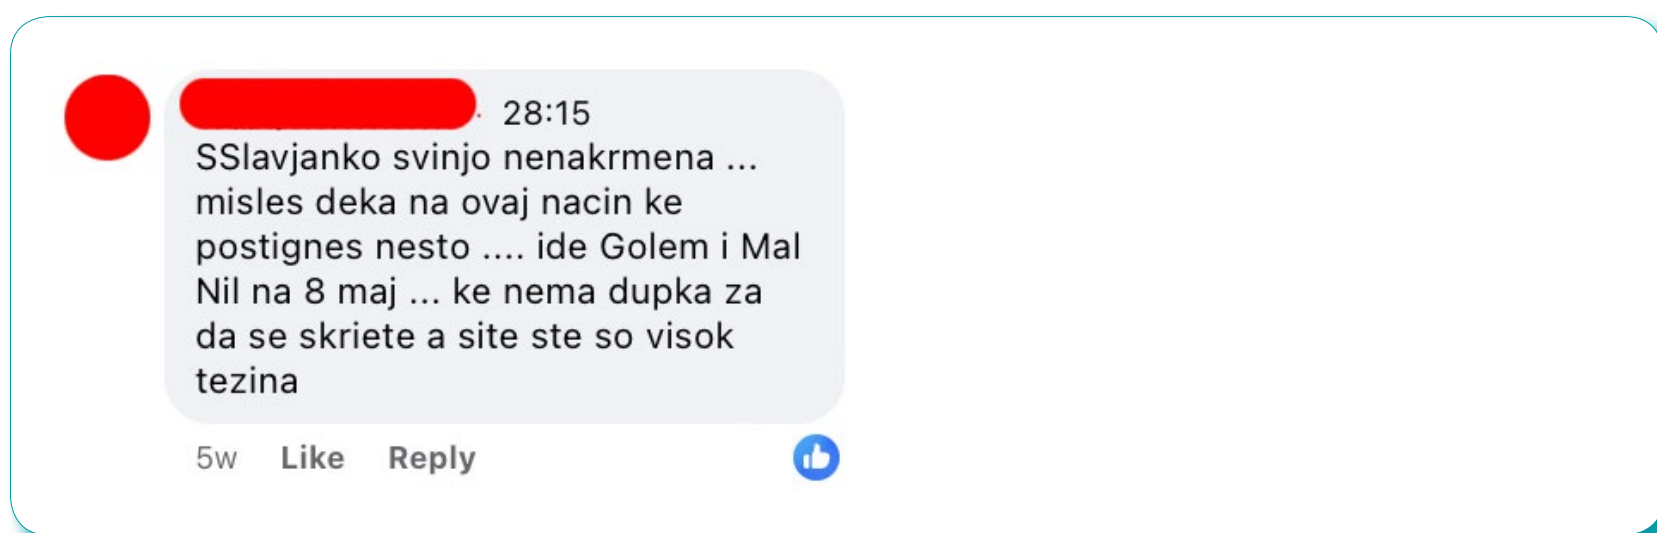 28:15
SSlavjanko svinjo nenakrmena ...
misles deka na ovaj nacin ke
postignes nesto .... ide Golem i Mal
Nil na 8 maj ... ke nema dupka za
da se skriete a site ste so visok
tezina
5w Like Reply